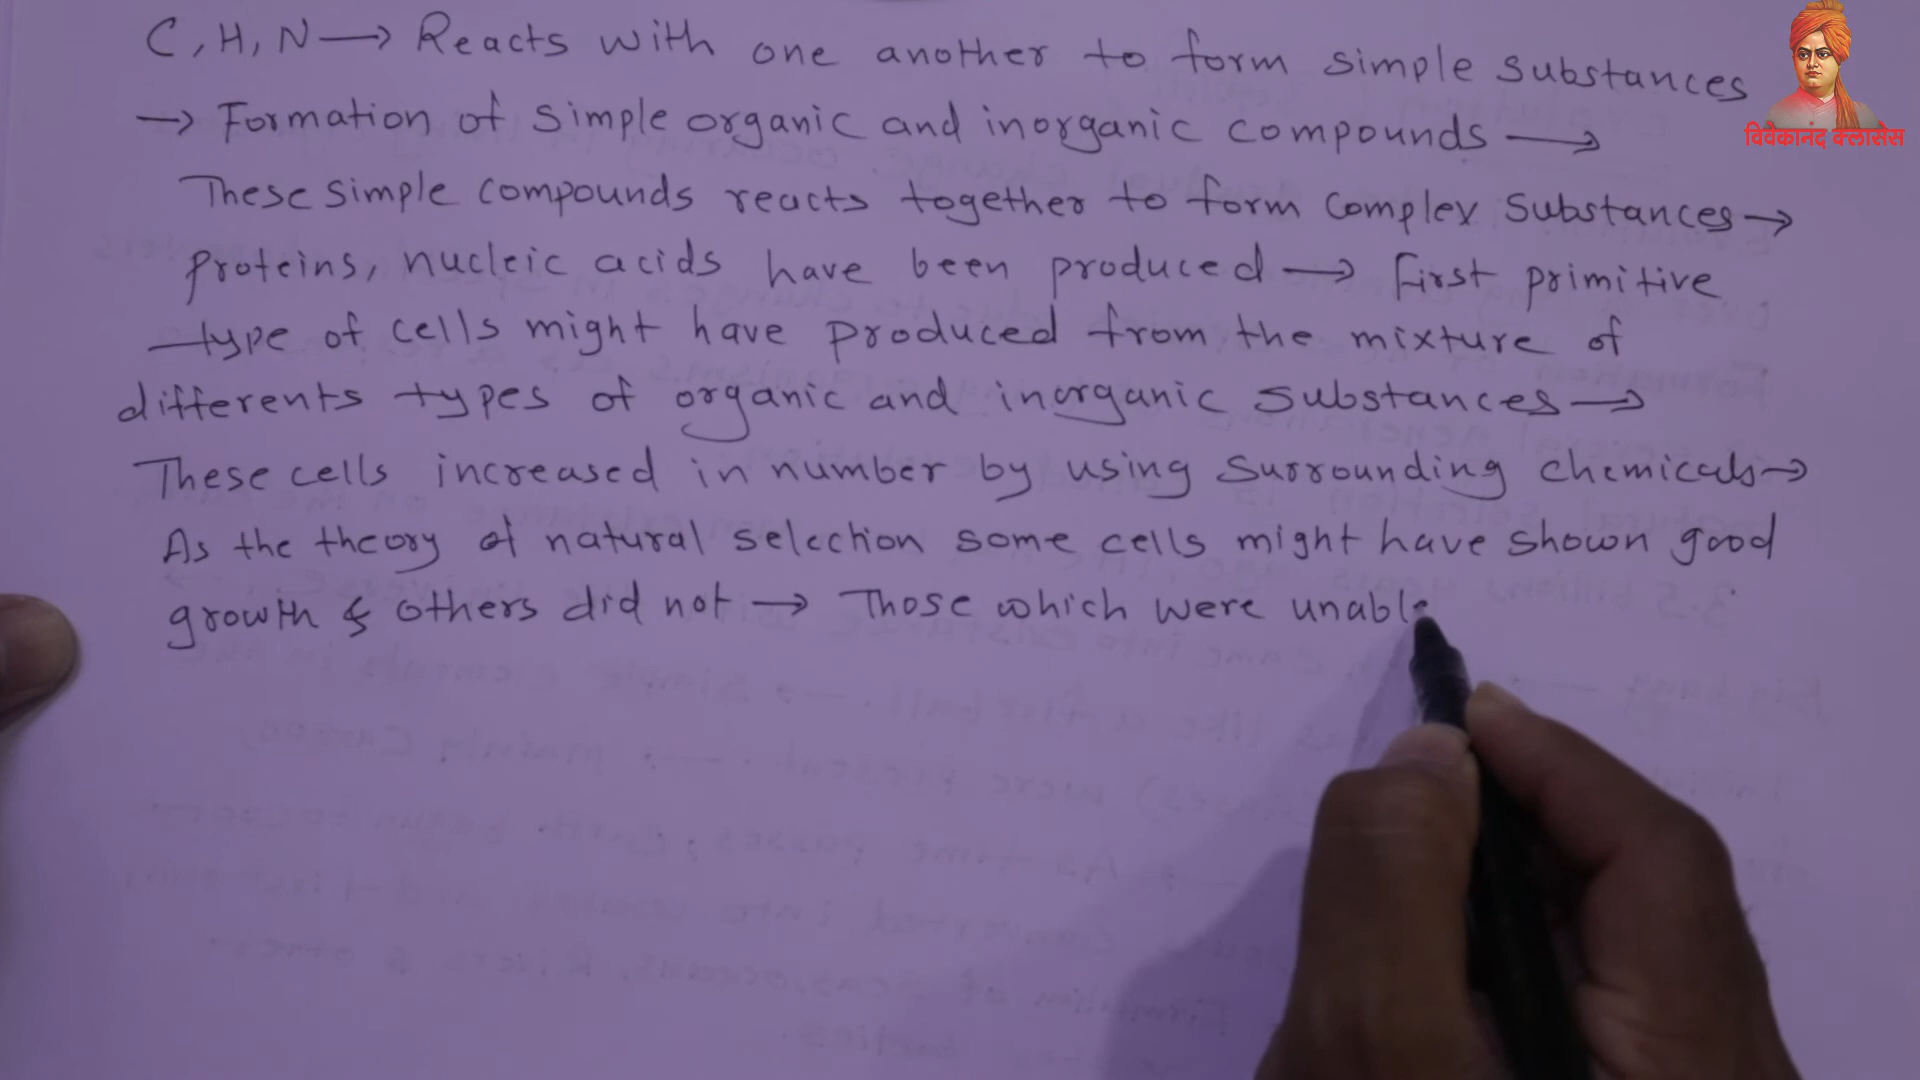 C, H, N → Reacts with one another to form simple substances
→ Formation of simple organic and inorganic compounds →
These simple compounds reacts together to form complex substances →
proteins, nucleic acids have been produced → First primitive
type of cells might have produced from the mixture of
differents types of organic and inorganic substances →
These cells increased in number by using surrounding chemicals →
As the theory of natural selection some cells might have shown good
growth & others did not → Those which were unable
विवेकानंद क्लासेस